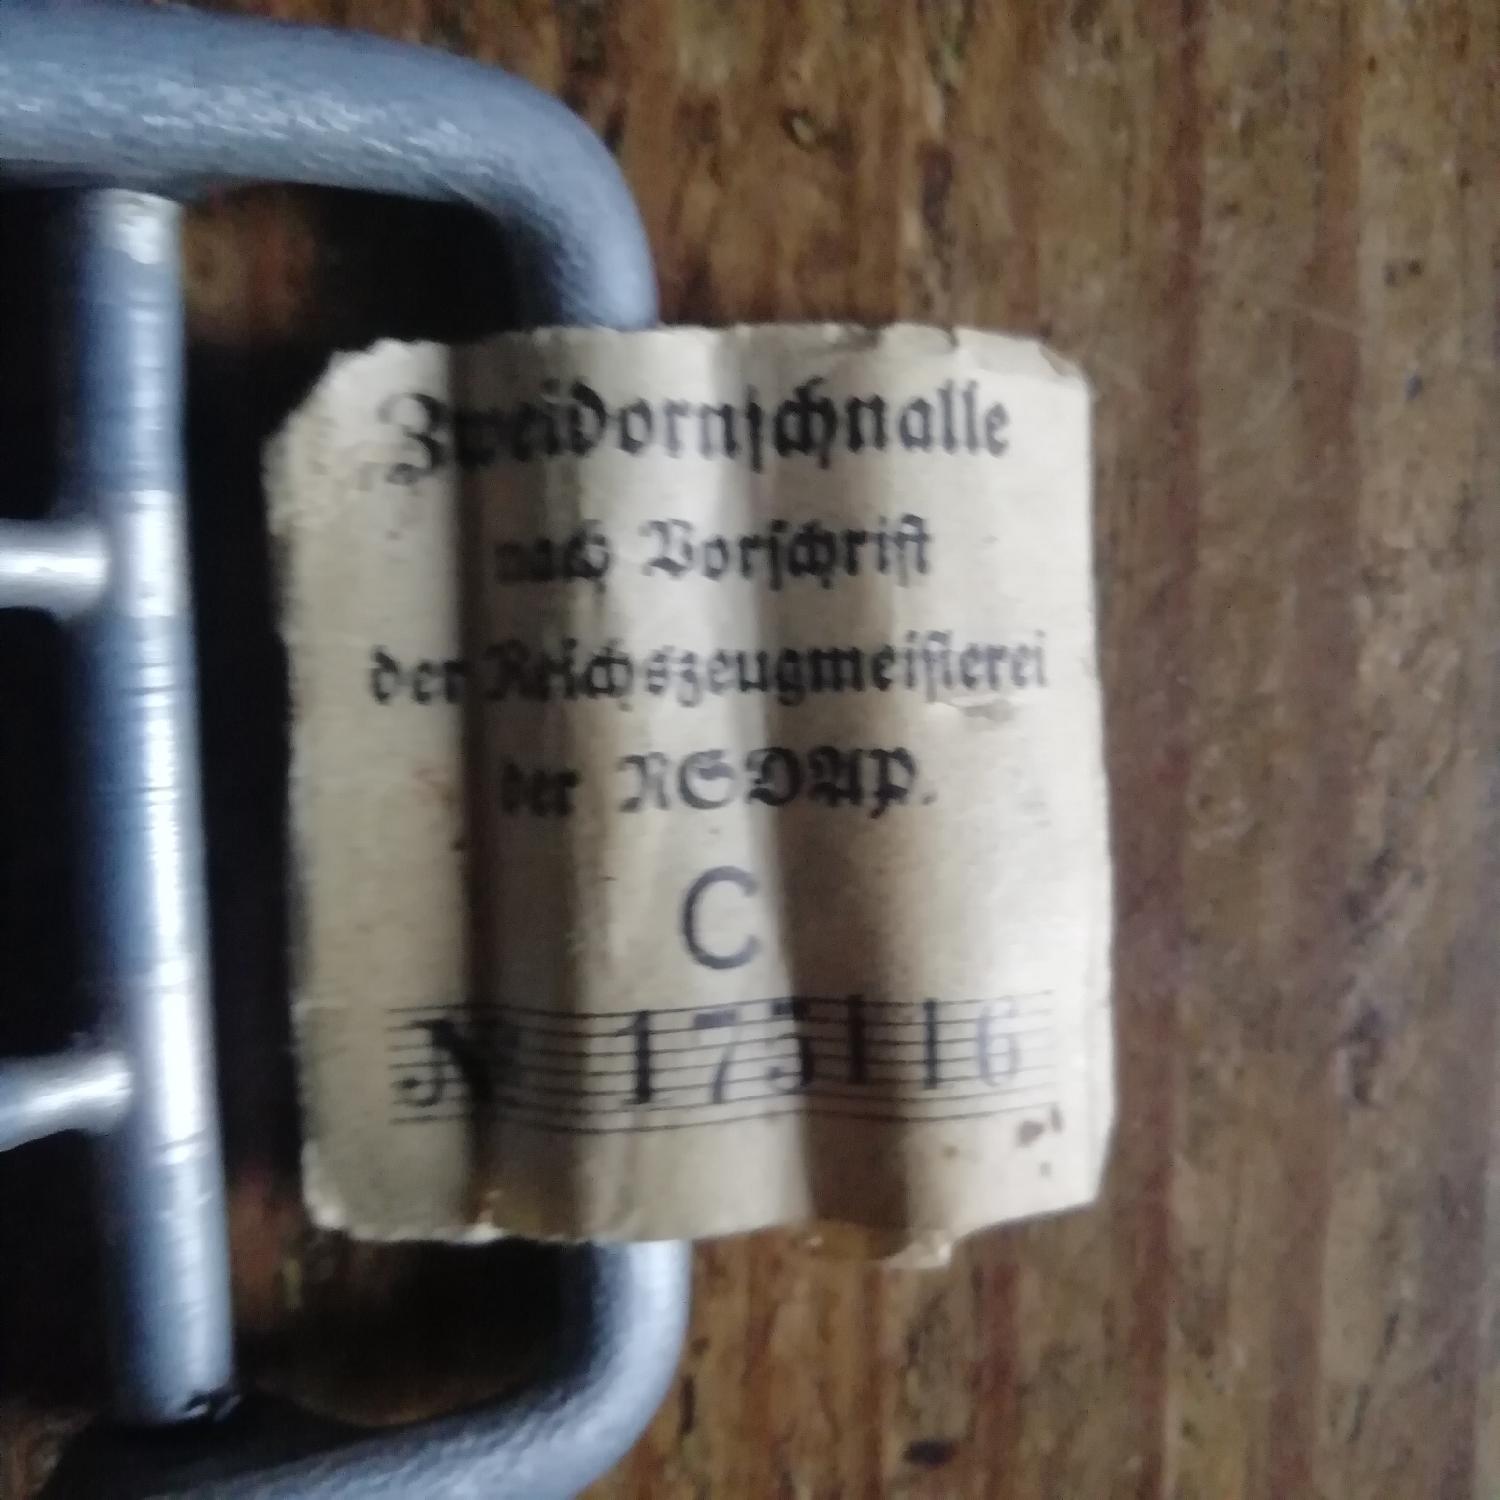 Zweidornschnalle
nach Vorschrift
der Reichszeugmeisterei
der NSDAP.
C
№ 175116